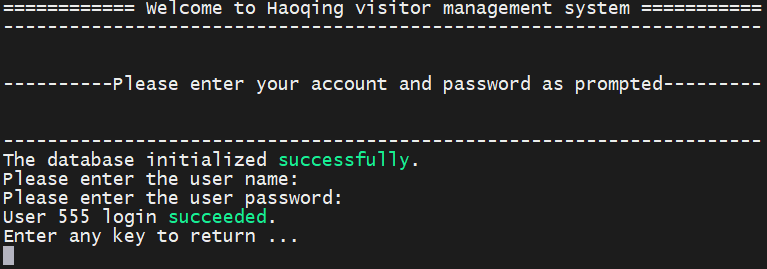 ============ Welcome to Haoqing visitor management system ===========
---------------------------------------------------------------------
----------Please enter your account and password as prompted---------
---------------------------------------------------------------------
The database initialized successfully.
Please enter the user name:
Please enter the user password:
User 555 login succeeded.
Enter any key to return ...